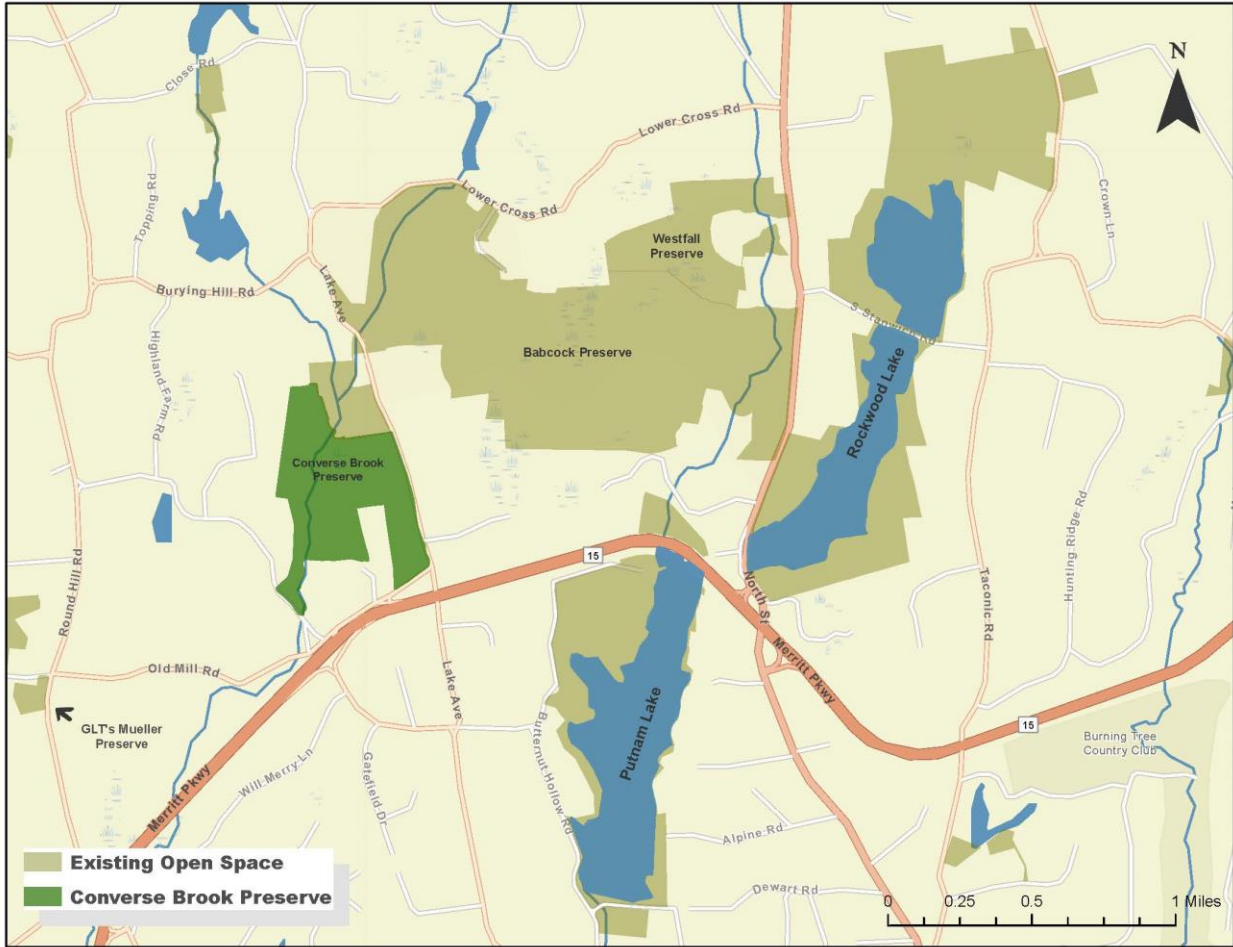 Close Rd
N
Lower Cross Rd
Topping Rd
Crown Ln
Lower Cross Rd
Westfall
Preserve
Burying Hill Rd
Lake Ave
S Stanwich Rd
Highland Farm Rd
Babcock Preserve
Rockwood Lake
Converse Brook
Preserve
Hunting Ridge Rd
15
Round Hill Rd
Taconic Rd
North St
Old Mill Rd
Merritt Pkwy
Lake Ave
GLT's Mueller
Preserve
Putnam Lake
15
Burning Tree
Country Club
Butternut Hollow Rd
Will Merry Ln
Gatefield Dr
Merritt Pkwy
Alpine Rd
Dewart Rd
Existing Open Space
Converse Brook Preserve
0 0.25 0.5 1 Miles